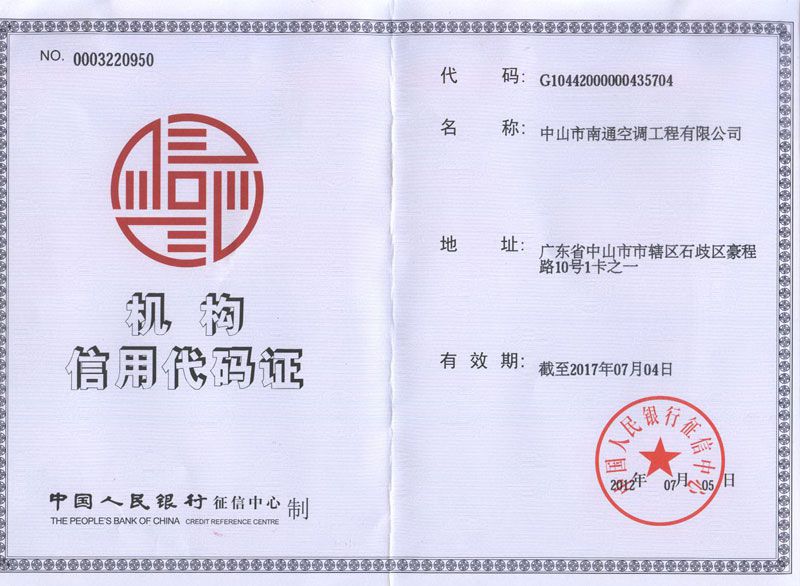 NO. 0003220950
机构
信用代码证
中国人民银行征信中心制
THE PEOPLE'S BANK OF CHINA CREDIT REFERENCE CENTRE
代 码: G10442000000435704
名 称: 中山市南通空调工程有限公司
地 址: 广东省中山市市辖区石歧区豪程
路10号1卡之一
有效期: 截至2017年07月04日
中国人民银行征信中心
2012年07月05日